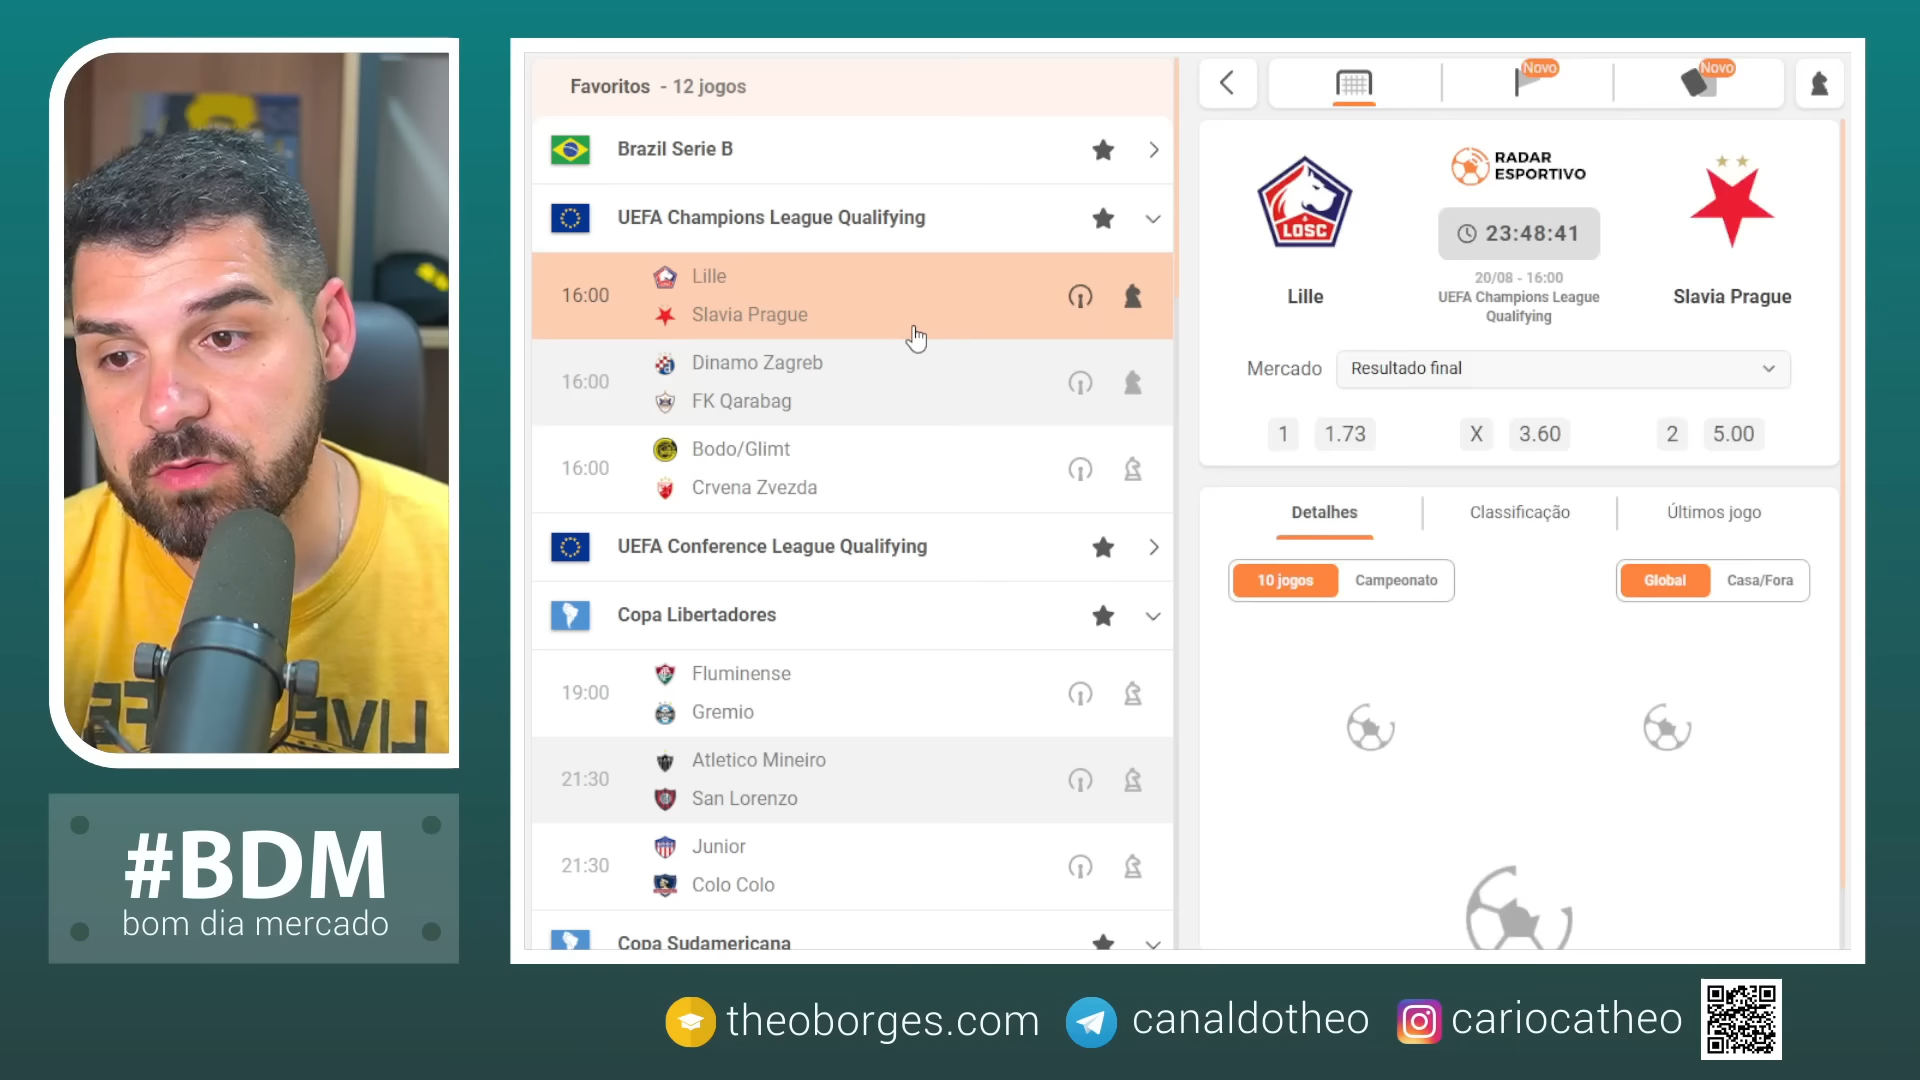 Favoritos - 12 jogos
Brazil Serie B
UEFA Champions League Qualifying
16:00
Lille
Slavia Prague
16:00
Dinamo Zagreb
FK Qarabag
16:00
Bodo/Glimt
Crvena Zvezda
UEFA Conference League Qualifying
Copa Libertadores
19:00
Fluminense
Gremio
21:30
Atletico Mineiro
San Lorenzo
21:30
Junior
Colo Colo
Copa Sudamericana
Novo
Novo
LOSC
Lille
RADAR
ESPORTIVO
23:48:41
20/08 - 16:00
UEFA Champions League
Qualifying
Slavia Prague
Mercado
Resultado final
1 1.73 X 3.60 2 5.00
Detalhes
Classificação
Últimos jogo
10 jogos
Campeonato
Global
Casa/Fora
#BDM
bom dia mercado
theoborges.com
canaldotheo
cariocatheo